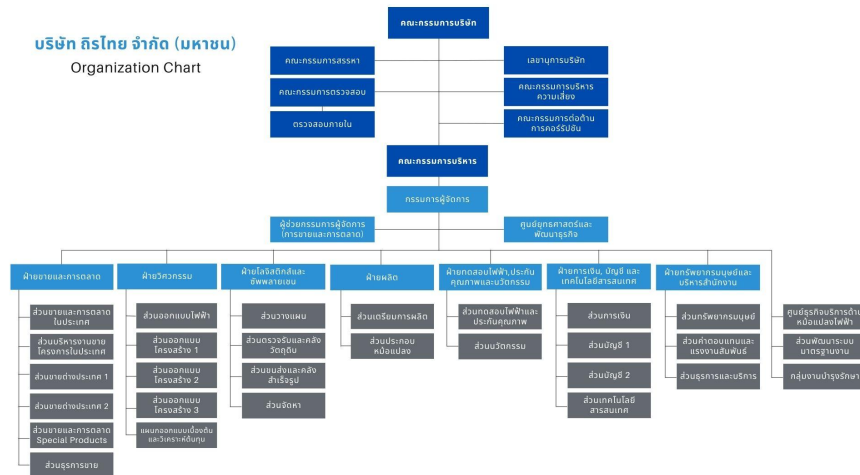 คณะกรรมการบริษัท
บริษัท ถิรไทย จำกัด (มหาชน)
Organization Chart
คณะกรรมการสรรหา
เลขานุการบริษัท
คณะกรรมการตรวจสอบ
คณะกรรมการบริหาร
ความเสี่ยง
ตรวจสอบภายใน
คณะกรรมการต่อต้าน
การคอร์รัปชัน
คณะกรรมการบริหาร
กรรมการผู้จัดการ
ผู้ช่วยกรรมการผู้จัดการ
(การขายและการตลาด)
ศูนย์ยุทธศาสตร์และ
พัฒนาธุรกิจ
ฝ่ายขายและการตลาด
ส่วนขายและการตลาด
ในประเทศ
ส่วนบริหารงานขาย
โครงการในประเทศ
ส่วนขายต่างประเทศ 1
ส่วนขายต่างประเทศ 2
ส่วนขายและการตลาด
Special Products
ส่วนธุรการขาย
ฝ่ายวิศวกรรม
ส่วนออกแบบไฟฟ้า
ส่วนออกแบบ
โครงสร้าง 1
ส่วนออกแบบ
โครงสร้าง 2
ส่วนออกแบบ
โครงสร้าง 3
แผนกออกแบบเบื้องต้น
และวิเคราะห์ต้นทุน
ฝ่ายโลจิสติกส์และ
ซัพพลายเชน
ส่วนวางแผน
ส่วนตรวจรับและคลัง
วัตถุดิบ
ส่วนขนส่งและคลัง
สำเร็จรูป
ส่วนจัดหา
ฝ่ายผลิต
ส่วนเตรียมการผลิต
ส่วนประกอบ
หม้อแปลง
ฝ่ายทดสอบไฟฟ้า,ประกัน
คุณภาพและนวัตกรรม
ส่วนทดสอบไฟฟ้าและ
ประกันคุณภาพ
ส่วนนวัตกรรม
ฝ่ายการเงิน, บัญชี และ
เทคโนโลยีสารสนเทศ
ส่วนการเงิน
ส่วนบัญชี 1
ส่วนบัญชี 2
ส่วนเทคโนโลยี
สารสนเทศ
ฝ่ายทรัพยากรมนุษย์และ
บริหารสำนักงาน
ส่วนทรัพยากรมนุษย์
ส่วนค่าตอบแทนและ
แรงงานสัมพันธ์
ส่วนธุรการและบริการ
ศูนย์ธุรกิจบริการด้าน
หม้อแปลงไฟฟ้า
ส่วนพัฒนาระบบ
มาตรฐานงาน
กลุ่มงานบำรุงรักษา